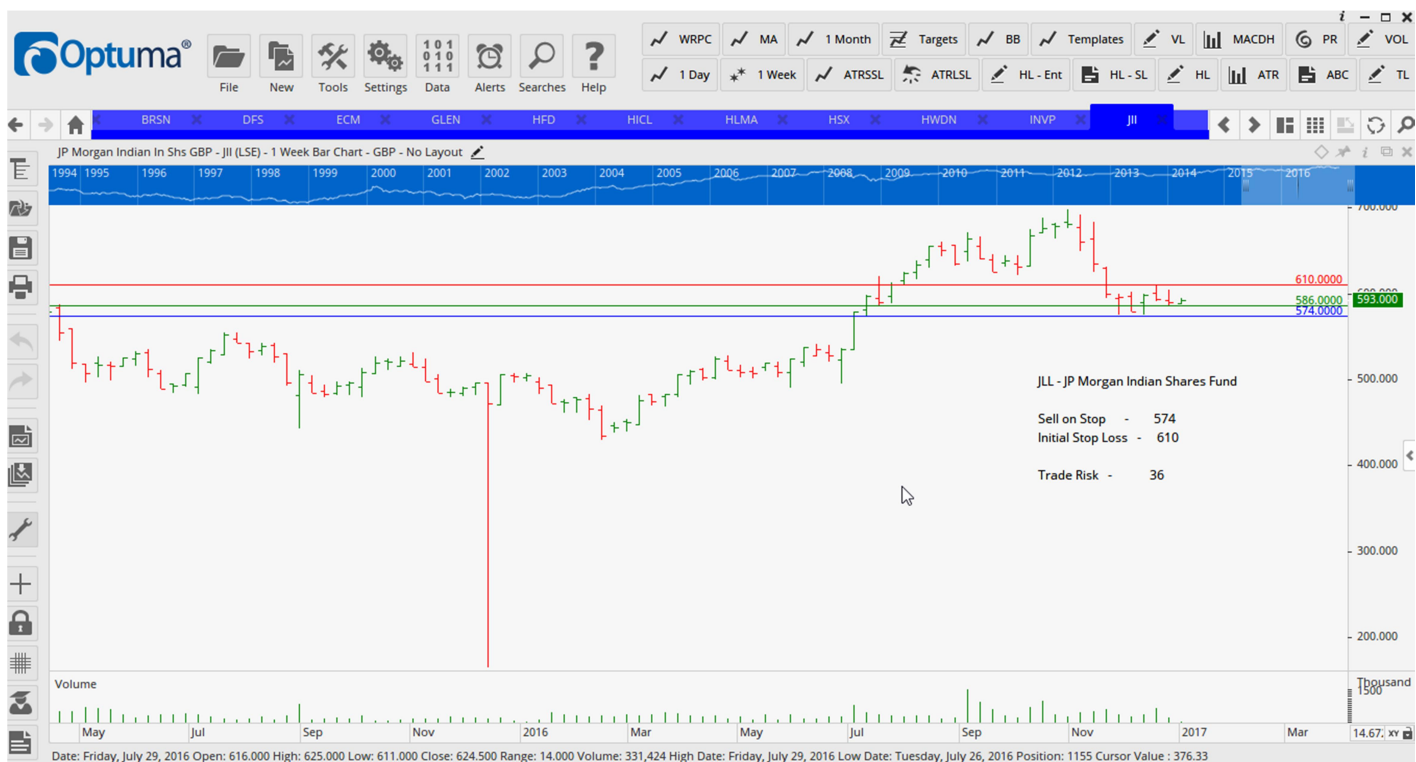 i
Optuma®
File New Tools Settings Data Alerts Searches Help
101
010
111
WRPC MA 1 Month Targets BB Templates VL MACDH PR VOL
1 Day 1 Week ATRSSL ATRLSL HL - Ent HL - SL HL ATR ABC TL
BRSN DFS ECM GLEN HFD HICL HLMA HSX HWDN INVP JII
JP Morgan Indian In Shs GBP - JII (LSE) - 1 Week Bar Chart - GBP - No Layout
1994 1995 1996 1997 1998 1999 2000 2001 2002 2003 2004 2005 2006 2007 2008 2009 2010 2011 2012 2013 2014 2015 2016
700.000
610.0000
600.000
586.0000 593.000
574.0000
JLL - JP Morgan Indian Shares Fund
500.000
Sell on Stop - 574
Initial Stop Loss - 610
400.000
Trade Risk - 36
300.000
200.000
Volume
Thousand
1500
May Jul Sep Nov 2016 Mar May Jul Sep Nov 2017 Mar 14.67. XY
Date: Friday, July 29, 2016 Open: 616.000 High: 625.000 Low: 611.000 Close: 624.500 Range: 14.000 Volume: 331,424 High Date: Friday, July 29, 2016 Low Date: Tuesday, July 26, 2016 Position: 1155 Cursor Value : 376.33